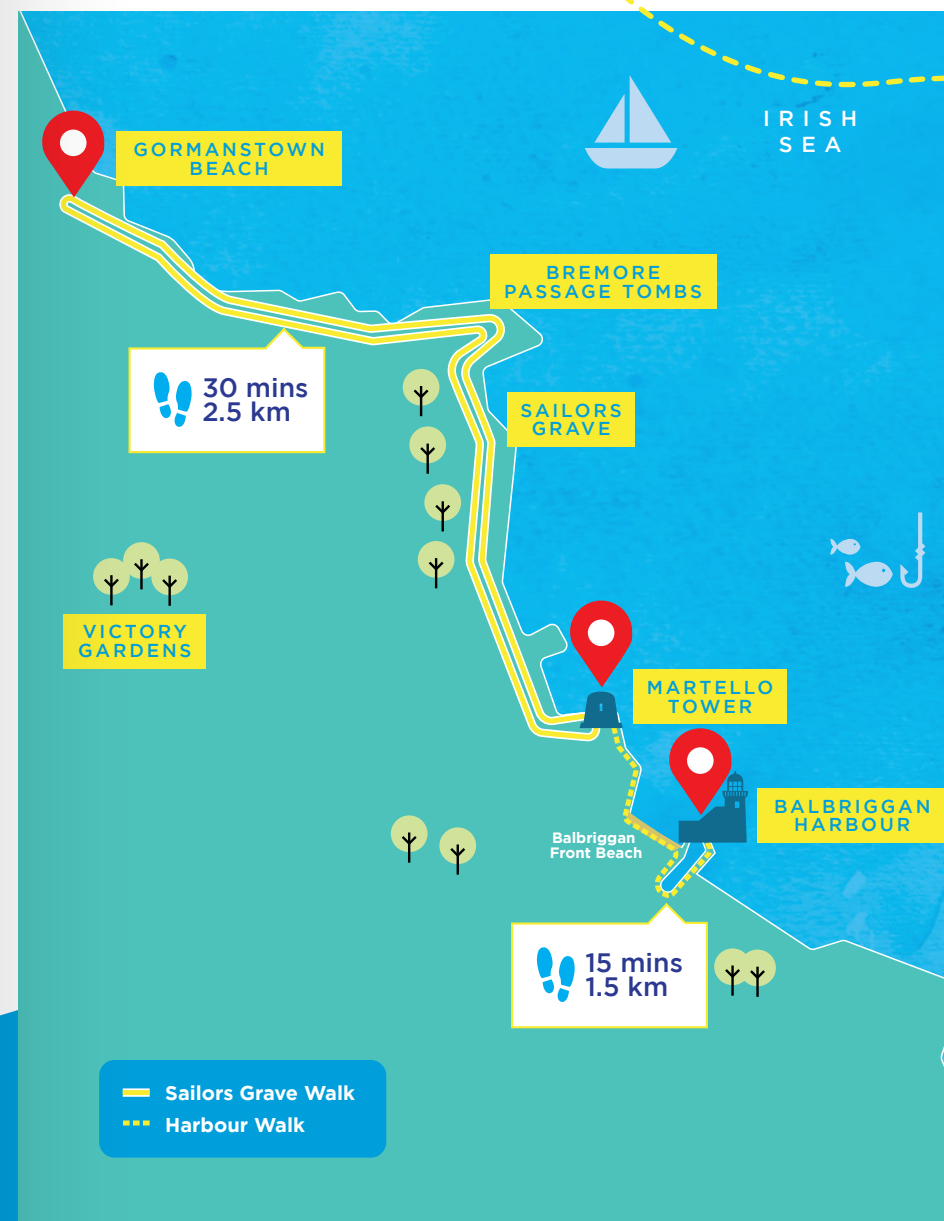 IRISH
SEA
GORMANSTOWN
BEACH
BREMORE
PASSAGE TOMBS
30 mins
2.5 km
SAILORS
GRAVE
VICTORY
GARDENS
MARTELLO
TOWER
BALBRIGGAN
HARBOUR
Balbriggan
Front Beach
15 mins
1.5 km
Sailors Grave Walk
Harbour Walk